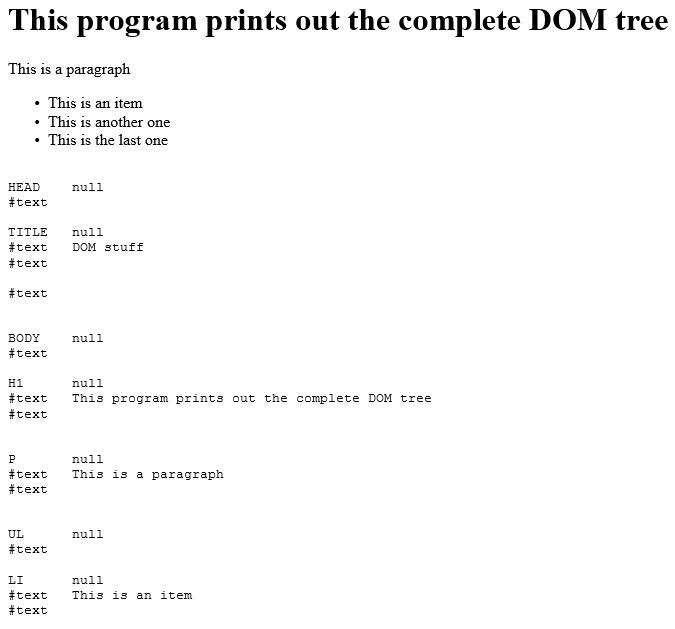 This program prints out the complete DOM tree
This is a paragraph
• This is an item
• This is another one
• This is the last one
HEAD    null
#text
TITLE   null
#text   DOM stuff
#text
#text
BODY    null
#text
H1      null
#text   This program prints out the complete DOM tree
#text
P       null
#text   This is a paragraph
#text
UL      null
#text
LI      null
#text   This is an item
#text